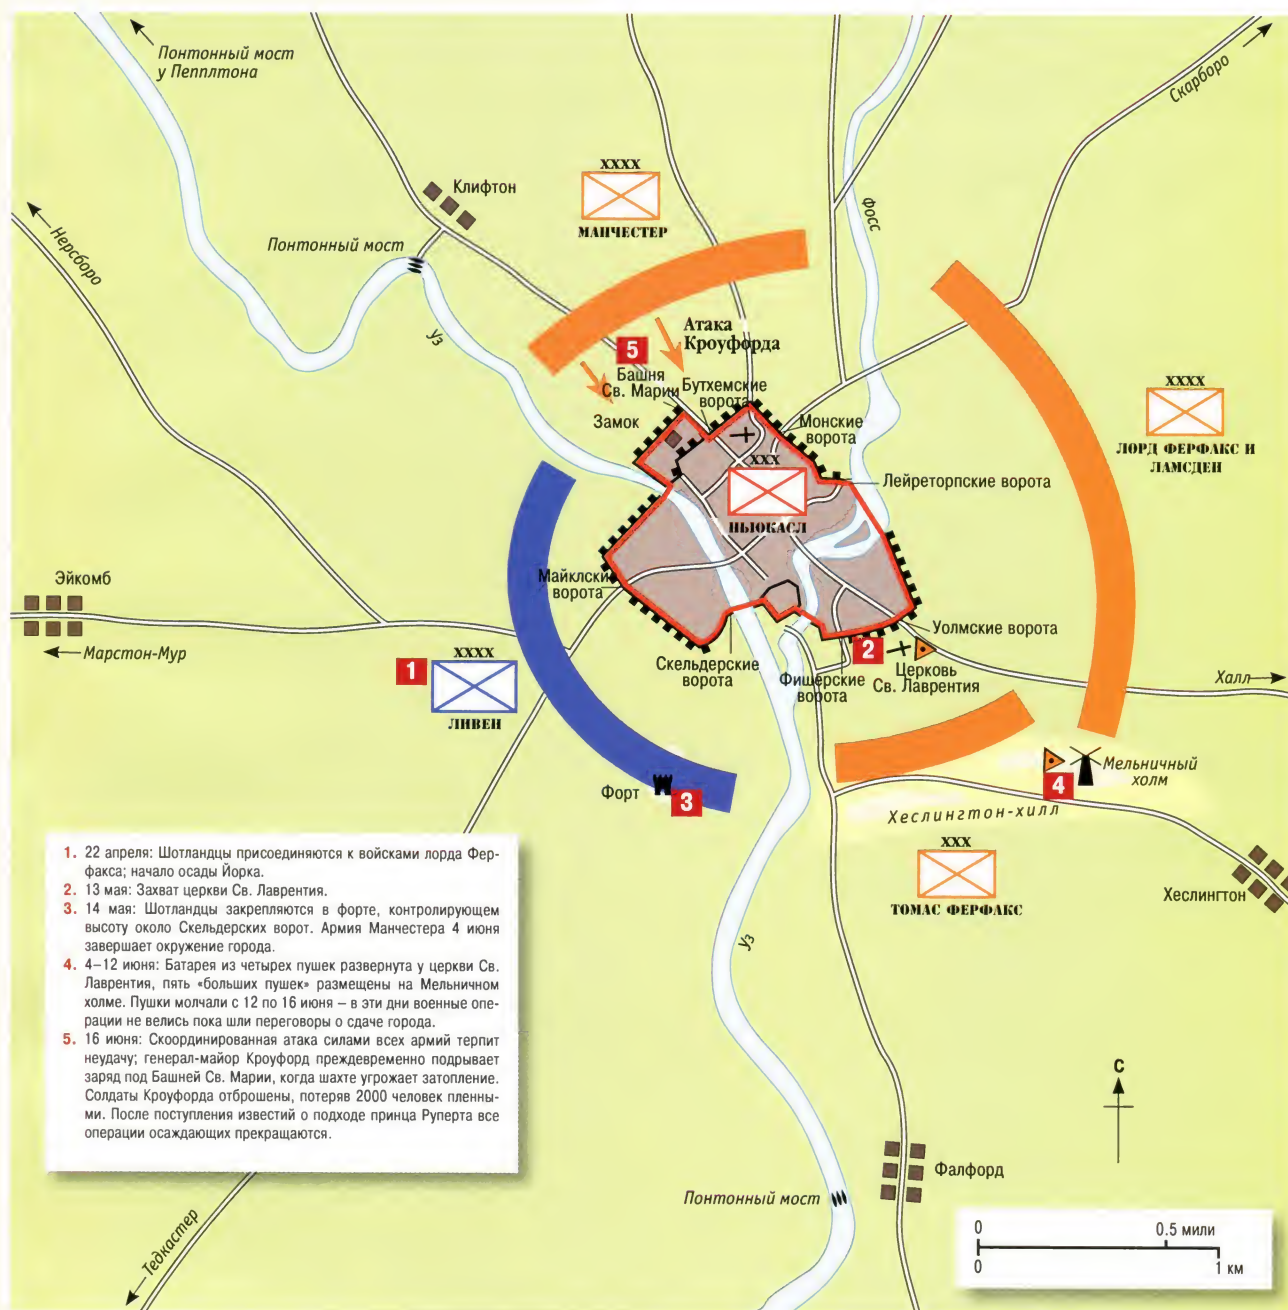 Понтонный мост
у Пепплтона
Скарборо
XXXX
МАНЧЕСТЕР
Клифтон
Понтонный мост
Нерсборо
Фосс
Уз
Атака
Кроуфорда
5
Башня
Св. Марии
Бутхемские
ворота
Замок
Монские
ворота
XXXX
ЛОРД ФЕРФАКС И
ЛАМСДЕН
XXX
НЬЮКАСЛ
Лейреторпские ворота
Майклские
ворота
Эйкомб
Марстон-Мур
1
XXXX
ЛИВЕН
Скельдерские
ворота
Фишерские
ворота
2
Уолмские ворота
Церковь
Св. Лаврентия
Халл
Форт
3
4
Мельничный
холм
Хеслингтон-хилл
XXX
ТОМАС ФЕРФАКС
Хеслингтон
Уз
1. 22 апреля: Шотландцы присоединяются к войсками лорда Фер-
факса; начало осады Йорка.
2. 13 мая: Захват церкви Св. Лаврентия.
3. 14 мая: Шотландцы закрепляются в форте, контролирующем
высоту около Скельдерских ворот. Армия Манчестера 4 июня
завершает окружение города.
4. 4–12 июня: Батарея из четырех пушек развернута у церкви Св.
Лаврентия, пять «больших пушек» размещены на Мельничном
холме. Пушки молчали с 12 по 16 июня – в эти дни военные опе-
рации не велись пока шли переговоры о сдаче города.
5. 16 июня: Скоординированная атака силами всех армий терпит
неудачу; генерал-майор Кроуфорд преждевременно подрывает
заряд под Башней Св. Марии, когда шахте угрожает затопление.
Солдаты Кроуфорда отброшены, потеряв 2000 человек пленны-
ми. После поступления известий о подходе принца Руперта все
операции осаждающих прекращаются.
С
Фалфорд
Понтонный мост
Тедкастер
0
0.5 мили
0
1 км